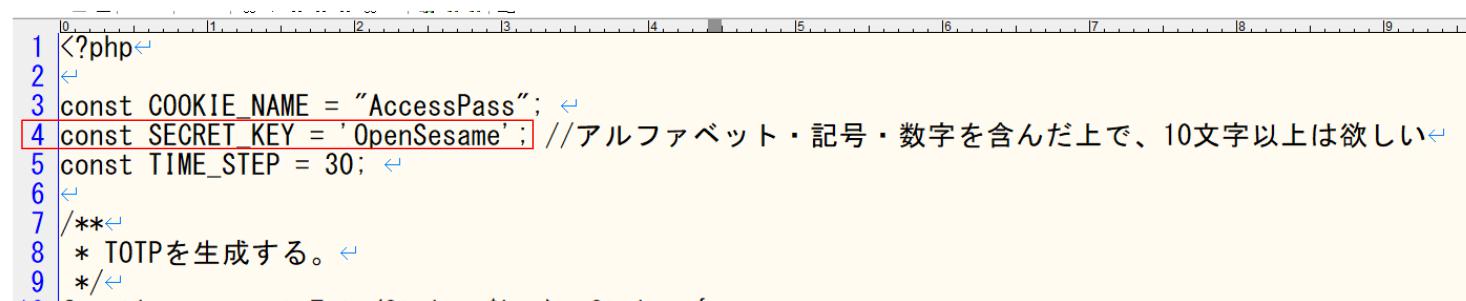 0 1 2 3 4 5 6 7 8 9
1 <?php↵
2 ↵
3 const COOKIE_NAME = "AccessPass"; ↵
4 const SECRET_KEY = 'OpenSesame'; //アルファベット・記号・数字を含んだ上で、10文字以上は欲しい↵
5 const TIME_STEP = 30; ↵
6 ↵
7 /**↵
8 * TOTPを生成する。↵
9 */↵